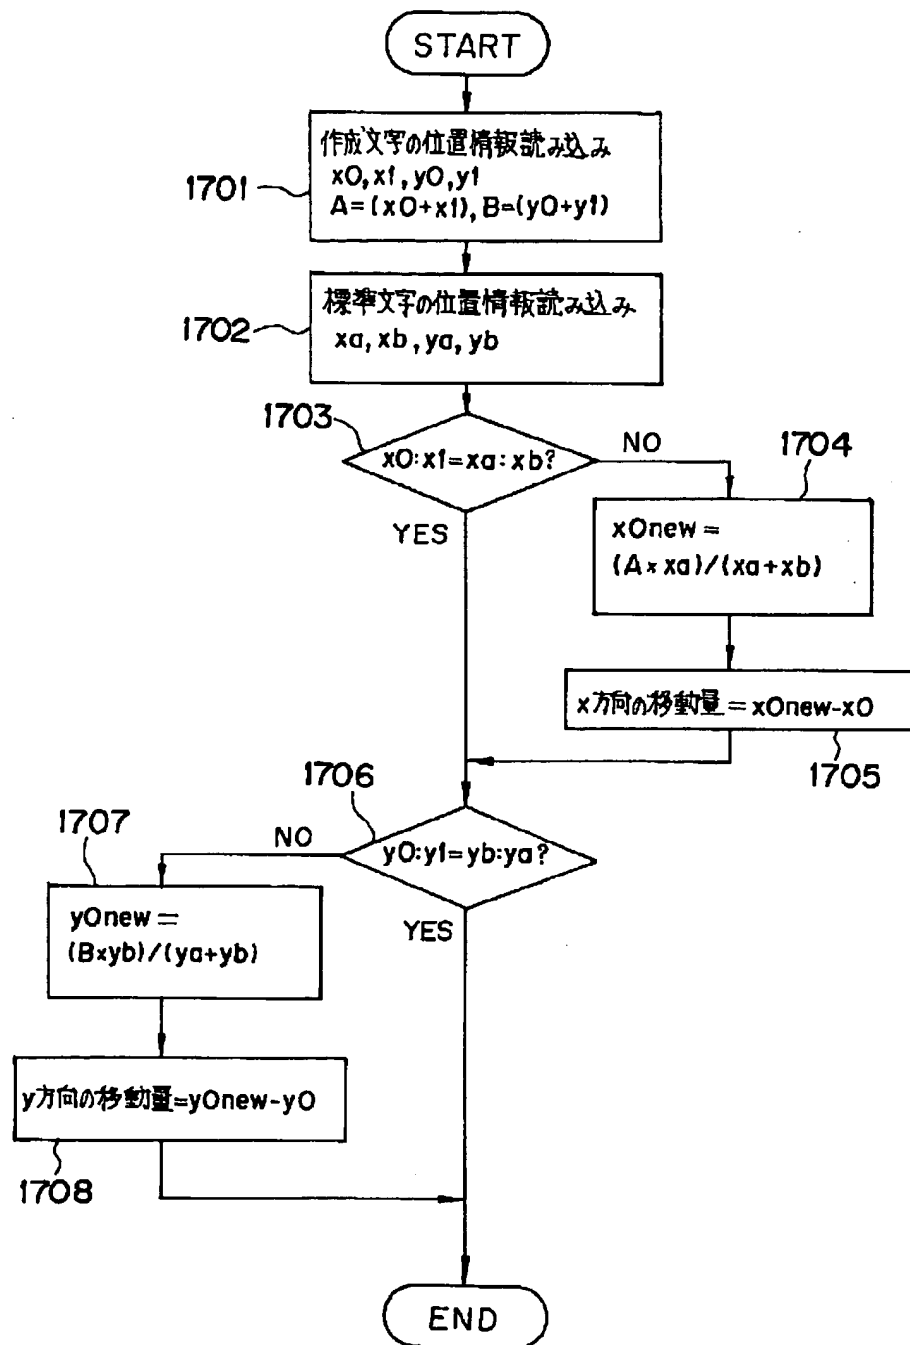 START
1701
作成文字の位置情報読み込み
x0, x1, y0, y1
A=(x0+x1), B=(y0+y1)
1702
標準文字の位置情報読み込み
xa, xb, ya, yb
1703
x0:x1=xa:xb?
NO
YES
1704
x0new=
(A×xa)/(xa+xb)
x方向の移動量=x0new-x0
1705
1706
y0:y1=yb:ya?
NO
YES
1707
y0new=
(B×yb)/(ya+yb)
y方向の移動量=y0new-y0
1708
END